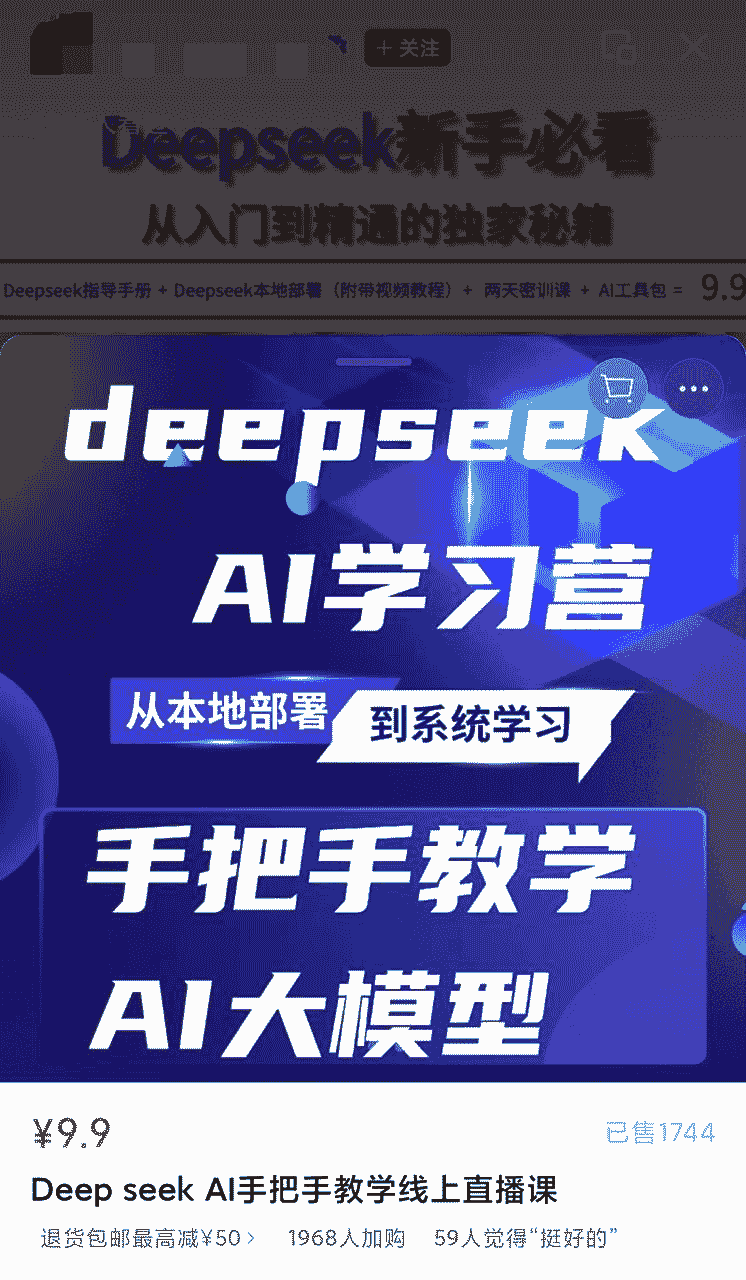 + 关注
Deepseek新手必看
从入门到精通的独家秘籍
Deepseek指导手册 + Deepseek本地部署（附带视频教程）+ 两天密训课 + AI工具包 = 9.9
deepseek
AI学习营
从本地部署
到系统学习
手把手教学
AI大模型
¥9.9
已售1744
Deep seek AI手把手教学线上直播课
退货包邮最高减¥50 >
1968人加购
59人觉得“挺好的”